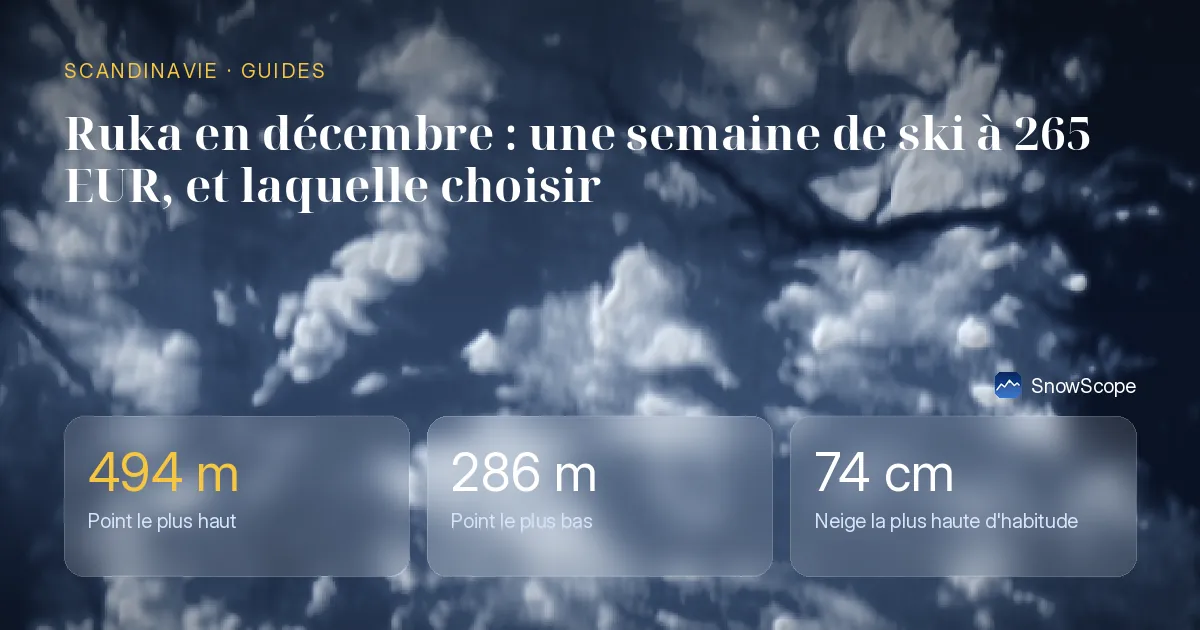 SCANDINAVIE · GUIDES
Ruka en décembre : une semaine de ski à 265
EUR, et laquelle choisir
SnowScope
494 m
Point le plus haut
286 m
Point le plus bas
74 cm
Neige la plus haute d'habitude